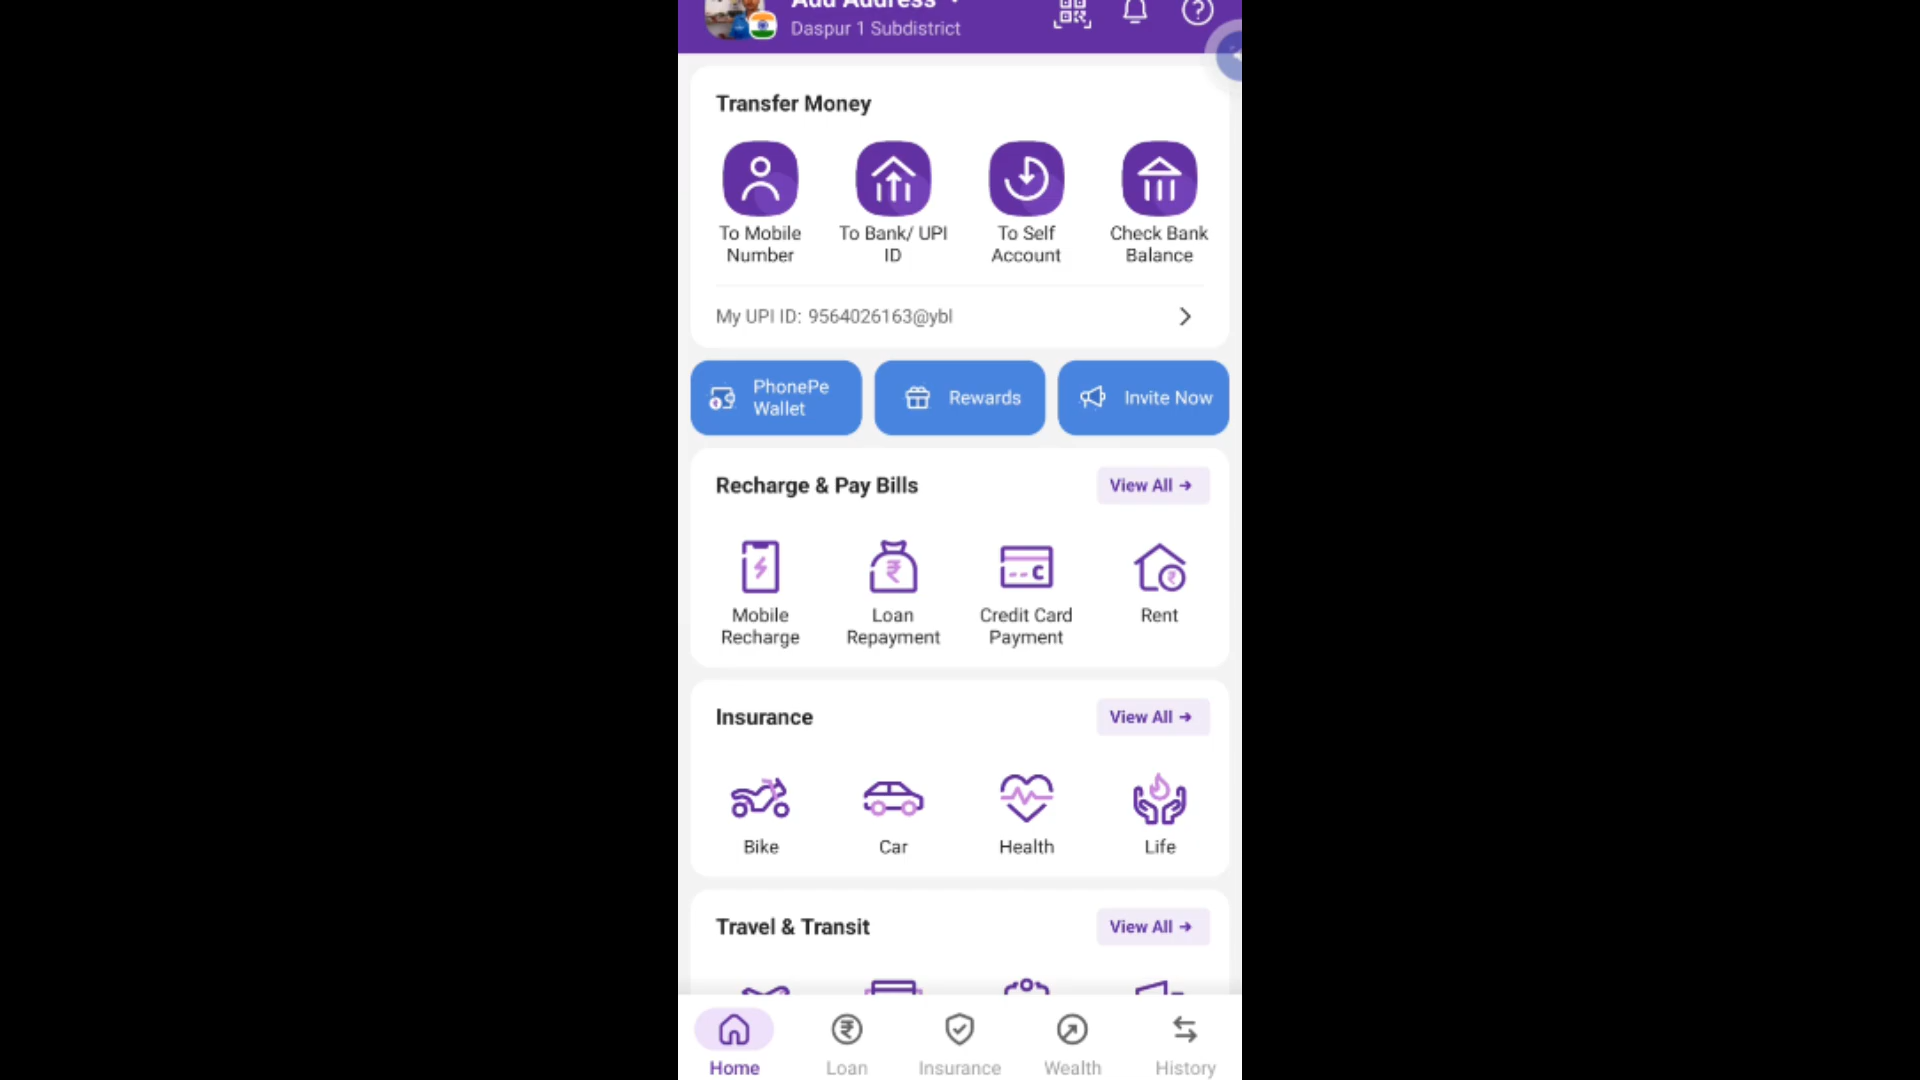 Add Address
Daspur 1 Subdistrict
Transfer Money
To Mobile
Number
To Bank/ UPI
ID
To Self
Account
Check Bank
Balance
My UPI ID: 9564026163@ybl
PhonePe
Wallet
Rewards
Invite Now
Recharge & Pay Bills
View All →
Mobile
Recharge
Loan
Repayment
Credit Card
Payment
Rent
Insurance
View All →
Bike
Car
Health
Life
Travel & Transit
View All →
Home
Loan
Insurance
Wealth
History